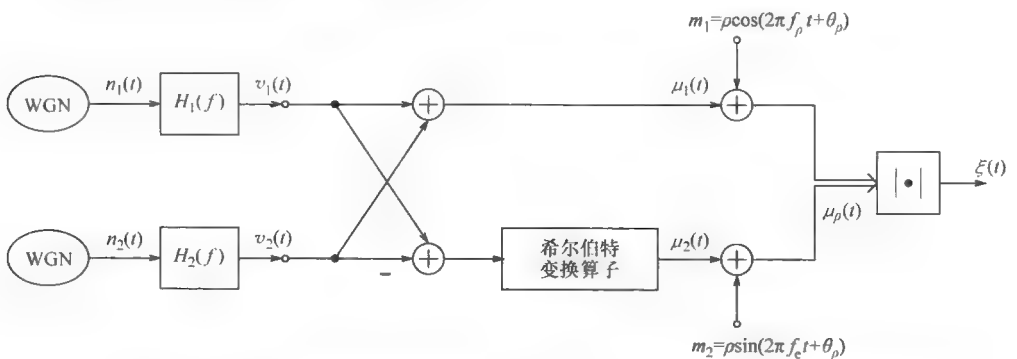 m₁=ρcos(2π f_ρ t+θ_ρ)
WGN
n₁(t)
H₁(f)
v₁(t)
+
μ₁(t)
+
|•|
ξ(t)
μ_ρ(t)
WGN
n₂(t)
H₂(f)
v₂(t)
−
+
希尔伯特
变换算子
μ₂(t)
+
m₂=ρsin(2π f_e t+θ_ρ)